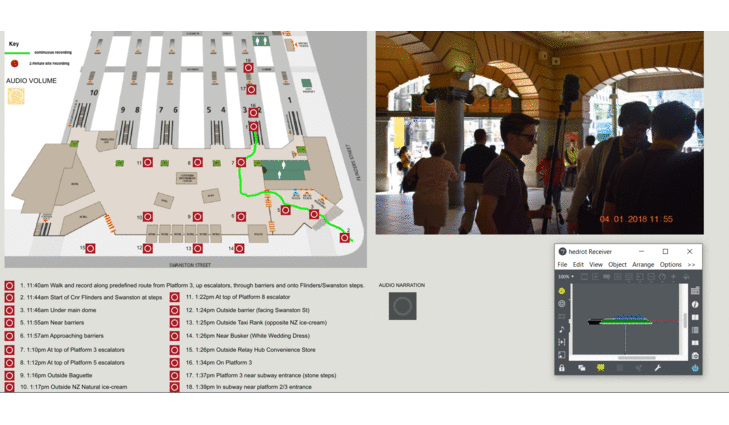 Key
continuous recording
2 minute site recording
AUDIO VOLUME
10
9 8
7 6
5 4
1
18
17
16
1
11
8
7
10
9
6
5
3
2
15
12
13
14
FLINDERS STREET
SWANSTON STREET
04 01 2018 11:55
1. 11:40am Walk and record along predefined route from Platform 3, up escalators, through barriers and onto Flinders/Swanston steps.
2. 11:44am Start of Cnr Flinders and Swanston at steps
3. 11:46am Under main dome
4. 11:55am Near barriers
6. 11:57am Approaching barriers
7. 1:10pm At top of Platform 3 escalators
8. 1:12pm At top of Platform 5 escalators
9. 1:16pm Outside Baguette
10. 1:17pm Outside NZ Natural ice-cream
11. 1:22pm At top of Platform 8 escalator
12. 1:24pm Outside barrier (facing Swanston St)
13. 1:25pm Outside Taxi Rank (opposite NZ ice-cream)
14. 1:26pm Near Busker (White Wedding Dress)
15. 1:26pm Outside Relay Hub Convenience Store
16. 1:34pm On Platform 3
17. 1:37pm Platform 3 near subway entrance (stone steps)
18. 1:39pm In subway near platform 2/3 entrance
AUDIO NARRATION
hedrot Receiver
File Edit View Object Arrange Options >>
100%